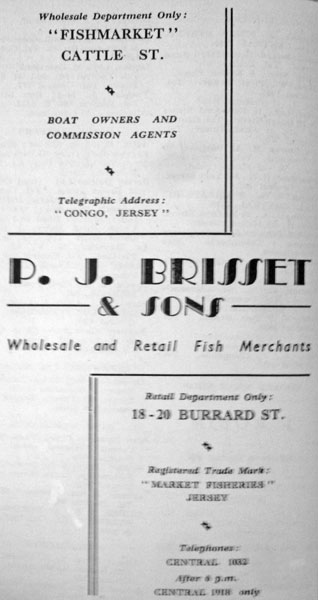 Wholesale Department Only:
"FISHMARKET"
CATTLE ST.
BOAT OWNERS AND
COMMISSION AGENTS
Telegraphic Address:
"CONGO, JERSEY"
P. J. BRISSET
& SONS
Wholesale and Retail Fish Merchants
Retail Department Only:
18-20 BURRARD ST.
Registered Trade Mark:
"MARKET FISHERIES"
JERSEY
Telephones:
CENTRAL
After 6 p.m.
CENTRAL only